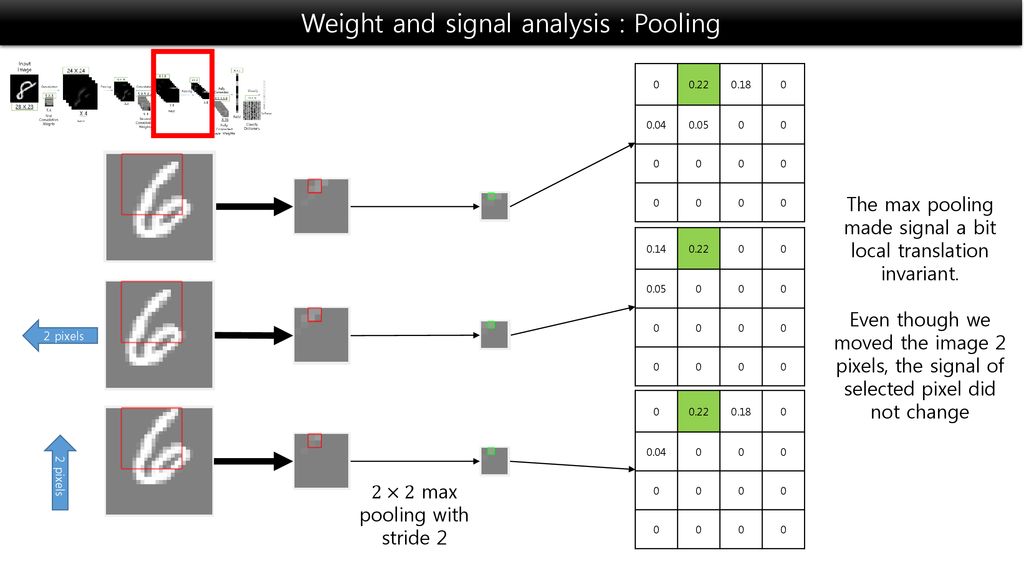 Weight and signal analysis : Pooling
Input
Image
28 X 28
24 X 24
X 4
0 0.22 0.18 0
0.04 0.05 0 0
0 0 0 0
0 0 0 0
0.14 0.22 0 0
0.05 0 0 0
0 0 0 0
0 0 0 0
0 0.22 0.18 0
0.04 0 0 0
0 0 0 0
0 0 0 0
2 pixels
2 pixels
2 × 2 max
pooling with
stride 2
The max pooling
made signal a bit
local translation
invariant.
Even though we
moved the image 2
pixels, the signal of
selected pixel did
not change